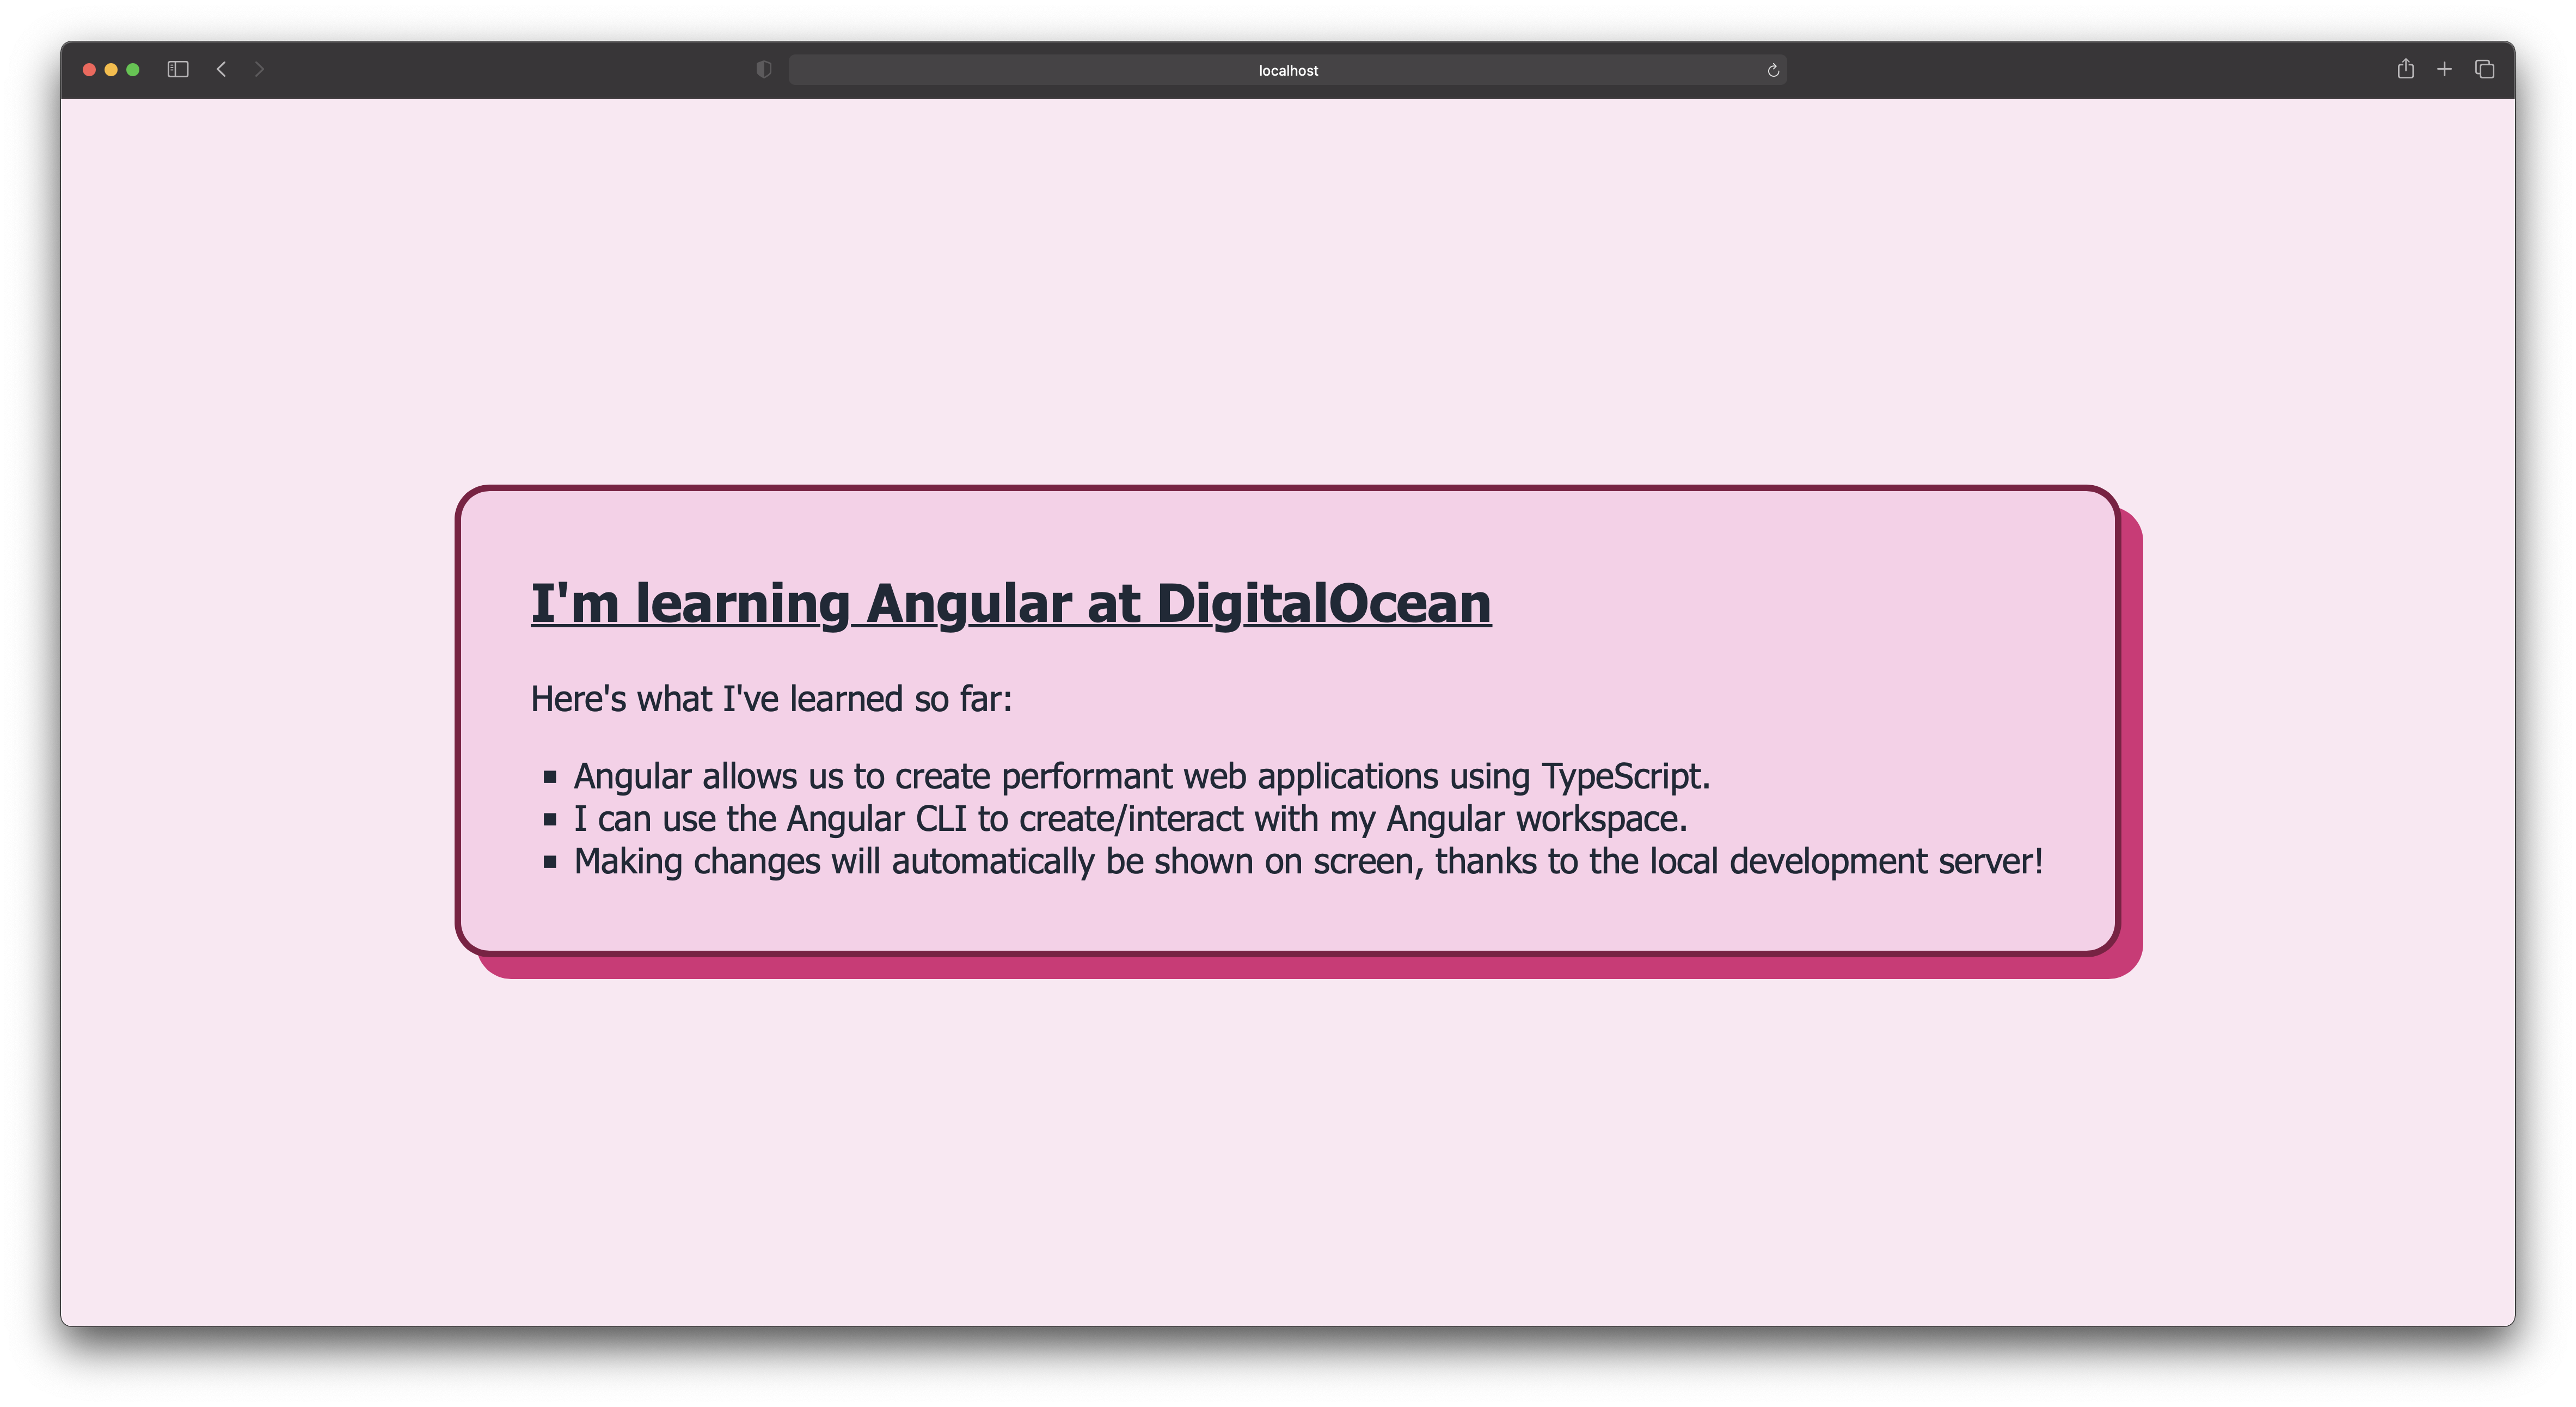 localhost
I'm learning Angular at DigitalOcean
Here's what I've learned so far:
Angular allows us to create performant web applications using TypeScript.
I can use the Angular CLI to create/interact with my Angular workspace.
Making changes will automatically be shown on screen, thanks to the local development server!